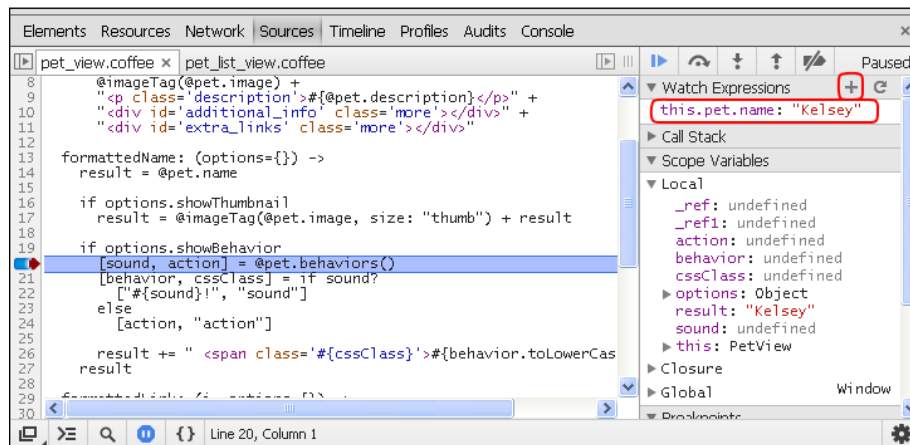 Elements Resources Network Sources Timeline Profiles Audits Console ×
pet_view.coffee × pet_list_view.coffee
8 @imageTag(@pet.image) +
9 "<p class='description'>#{@pet.description}</p>" +
10 "<div id='additional_info' class='more'></div>" +
11 "<div id='extra_links' class='more'></div>"
12
13 formattedName: (options={}) ->
14 result = @pet.name
15
16 if options.showThumbnail
17 result = @imageTag(@pet.image, size: "thumb") + result
18
19 if options.showBehavior
[sound, action] = @pet.behaviors()
21 [behavior, cssClass] = if sound?
22 ["#{sound}!", "sound"]
23 else
24 [action, "action"]
25
26 result += " <span class='#{cssClass}'>#{behavior.toLowerCas
27 result
28
29
30
Paused
Watch Expressions +
this.pet.name: "Kelsey"
Call Stack
Scope Variables
Local
_ref: undefined
_ref1: undefined
action: undefined
behavior: undefined
cssClass: undefined
options: Object
result: "Kelsey"
sound: undefined
this: PetView
Closure
Global Window
Breakpoints
{} Line 20, Column 1